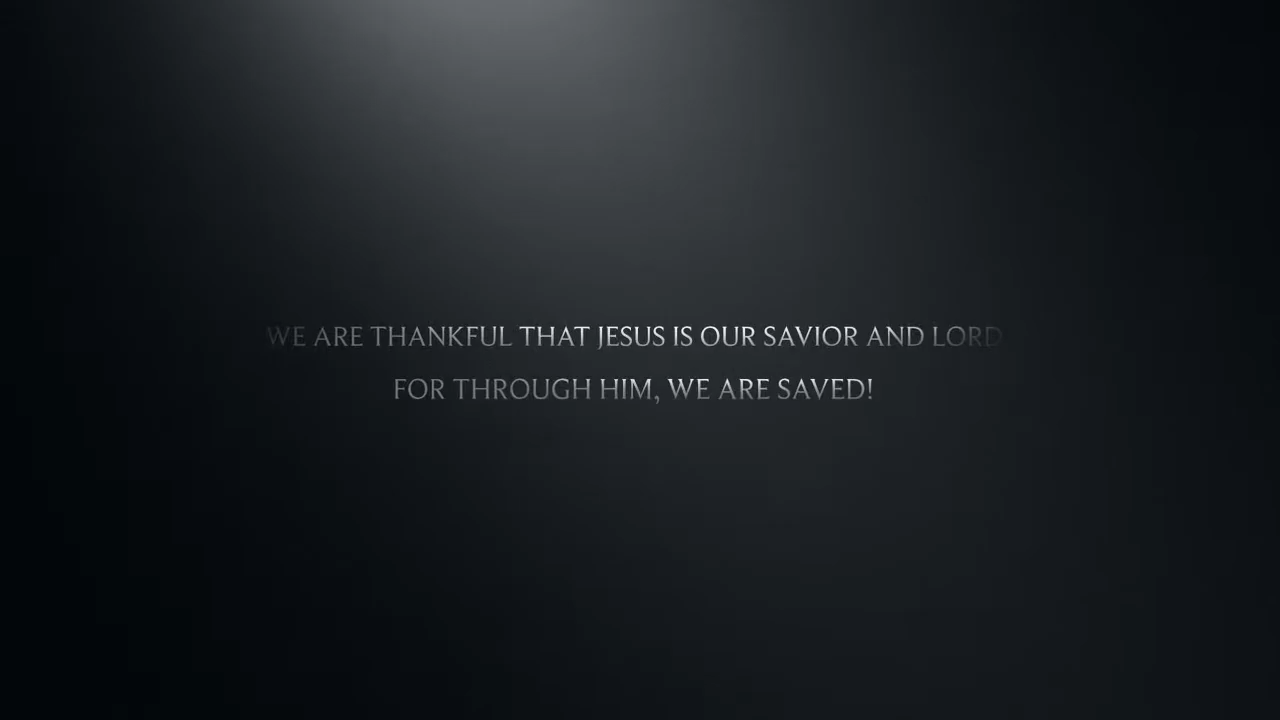 WE ARE THANKFUL THAT JESUS IS OUR SAVIOR AND LORD
FOR THROUGH HIM, WE ARE SAVED!